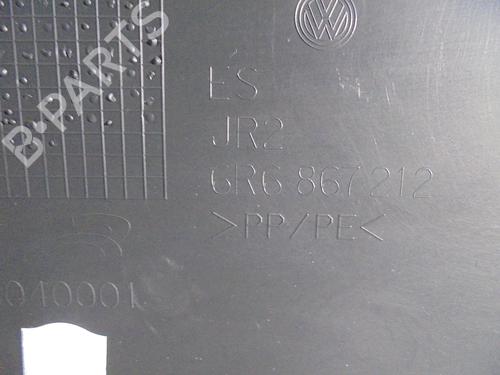 B-PARTS
ES
JR2
6R6 867 212
>PP/PE<
040001